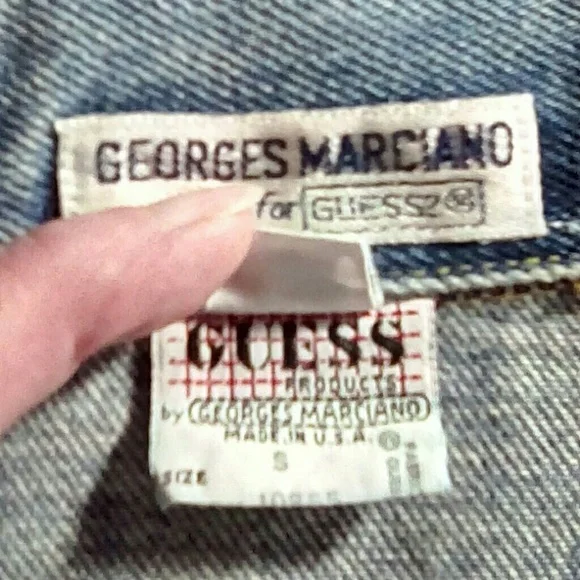 GEORGES MARCIANO
for GUESS? ®
GUESS
PRODUCTS
by GEORGES MARCIANO
MADE IN U.S.A.
S
SIZE